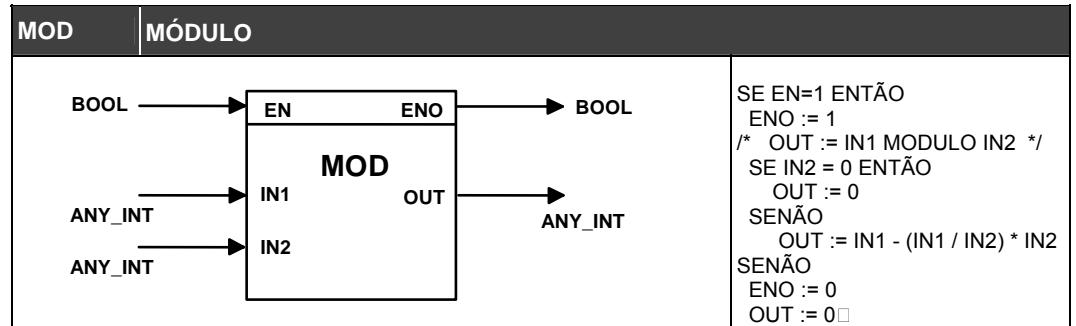 MOD MÓDULO
BOOL EN ENO BOOL
MOD
IN1 OUT
ANY_INT ANY_INT
IN2
ANY_INT
SE EN=1 ENTÃO
ENO := 1
/* OUT := IN1 MODULO IN2 */
SE IN2 = 0 ENTÃO
OUT := 0
SENÃO
OUT := IN1 - (IN1 / IN2) * IN2
SENÃO
ENO := 0
OUT := 0□